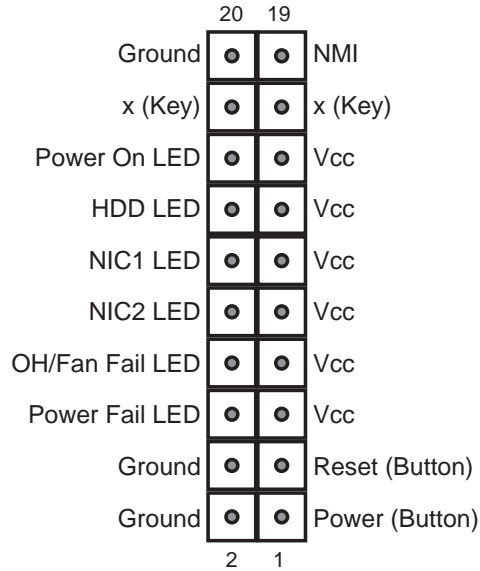 20 19
Ground NMI
x (Key) x (Key)
Power On LED Vcc
HDD LED Vcc
NIC1 LED Vcc
NIC2 LED Vcc
OH/Fan Fail LED Vcc
Power Fail LED Vcc
Ground Reset (Button)
Ground Power (Button)
2 1